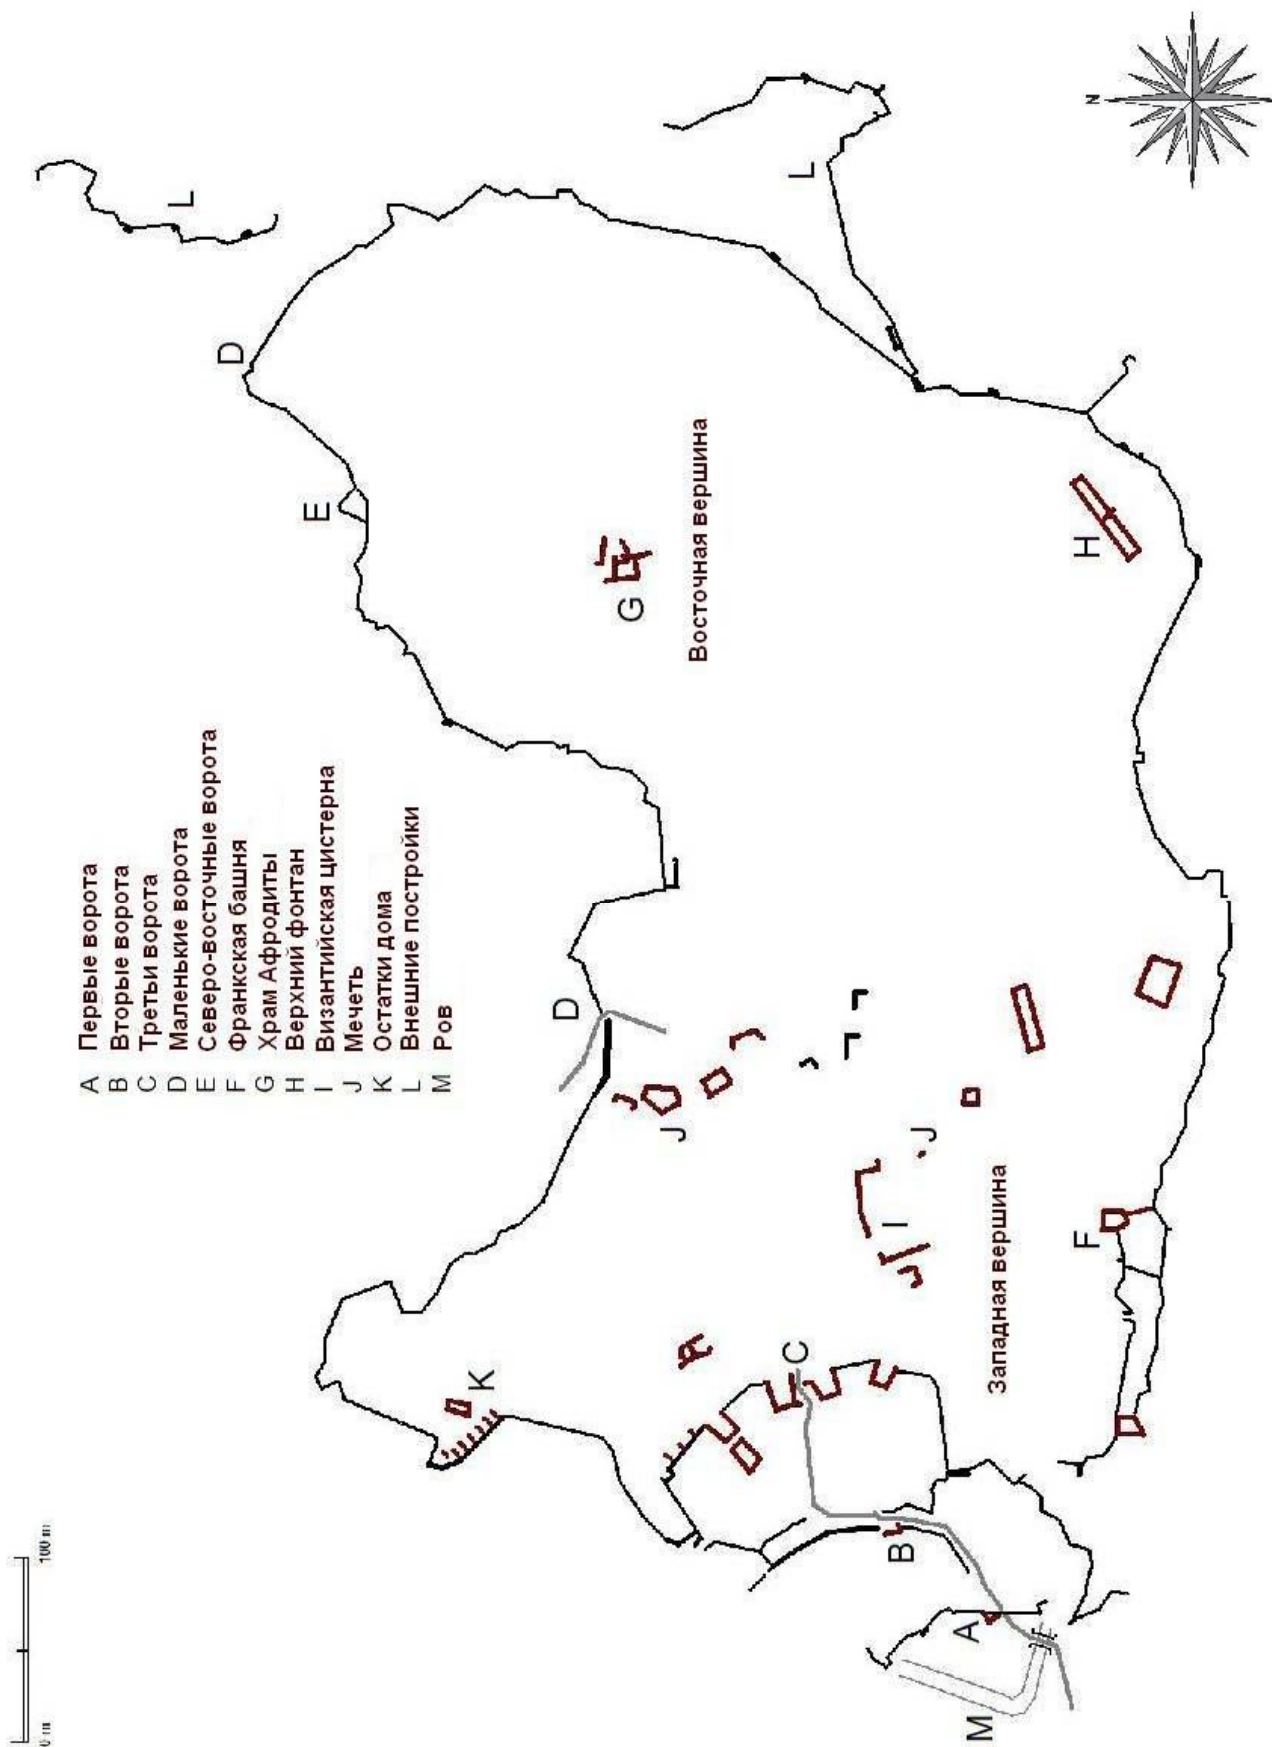 A Первые ворота
B Вторые ворота
C Третьи ворота
D Маленькие ворота
E Северо-восточные ворота
F Франкская башня
G Храм Афродиты
H Верхний фонтан
I Византийская цистерна
J Мечеть
K Остатки дома
L Внешние постройки
M Ров
0 m
100 m
L
D
E
G
Восточная вершина
L
N
H
D
J
J
I
F
Западная вершина
K
C
B
A
M